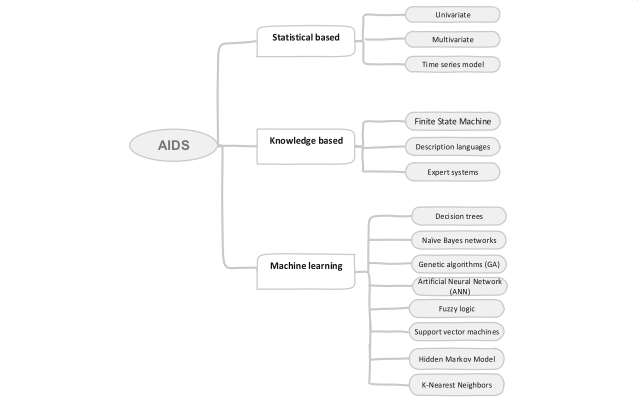 AIDS
Statistical based
Univariate
Multivariate
Time series model
Knowledge based
Finite State Machine
Description languages
Expert systems
Machine learning
Decision trees
Naïve Bayes networks
Genetic algorithms (GA)
Artificial Neural Network
(ANN)
Fuzzy logic
Support vector machines
Hidden Markov Model
K-Nearest Neighbors